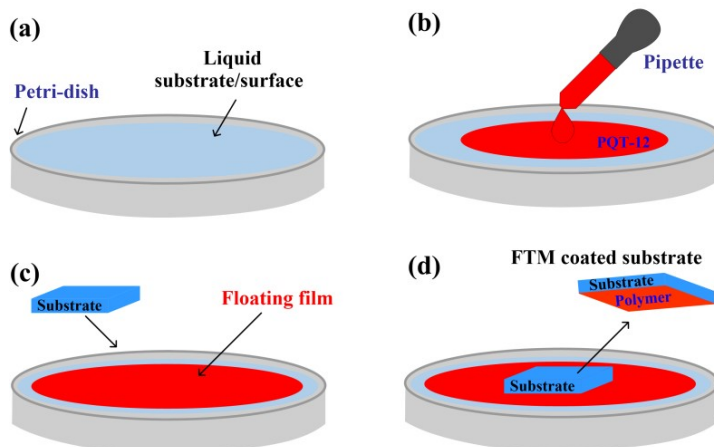 (a)
Liquid
substrate/surface
Petri-dish
(b)
Pipette
PQT-12
(c)
Substrate
Floating film
(d)
FTM coated substrate
Substrate
Polymer
Substrate